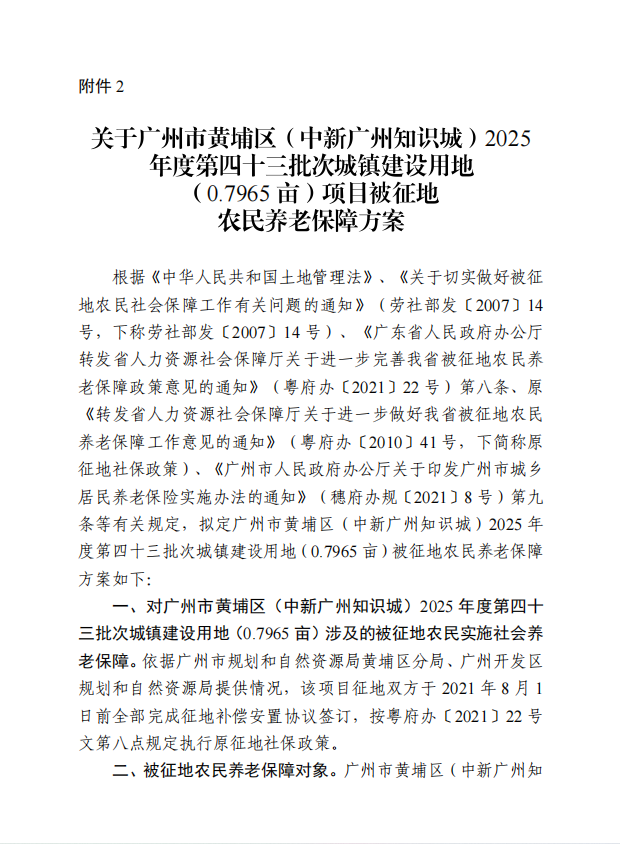 附件 2
关于广州市黄埔区（中新广州知识城）2025
年度第四十三批次城镇建设用地
（0.7965 亩）项目被征地
农民养老保障方案
根据《中华人民共和国土地管理法》、《关于切实做好被征
地农民社会保障工作有关问题的通知》（劳社部发〔2007〕14
号，下称劳社部发〔2007〕14 号）、《广东省人民政府办公厅
转发省人力资源社会保障厅关于进一步完善我省被征地农民养
老保障政策意见的通知》（粤府办〔2021〕22 号）第八条、原
《转发省人力资源社会保障厅关于进一步做好我省被征地农民
养老保障工作意见的通知》（粤府办〔2010〕41 号，下简称原
征地社保政策）、《广州市人民政府办公厅关于印发广州市城乡
居民养老保险实施办法的通知》（穗府办规〔2021〕8 号）第九
条等有关规定，拟定广州市黄埔区（中新广州知识城）2025 年
度第四十三批次城镇建设用地（0.7965 亩）被征地农民养老保障
方案如下：
一、对广州市黄埔区（中新广州知识城）2025 年度第四十
三批次城镇建设用地（0.7965 亩）涉及的被征地农民实施社会养
老保障。依据广州市规划和自然资源局黄埔区分局、广州开发区
规划和自然资源局提供情况，该项目征地双方于 2021 年 8 月 1
日前全部完成征地补偿安置协议签订，按粤府办〔2021〕22 号
文第八点规定执行原征地社保政策。
二、被征地农民养老保障对象。广州市黄埔区（中新广州知